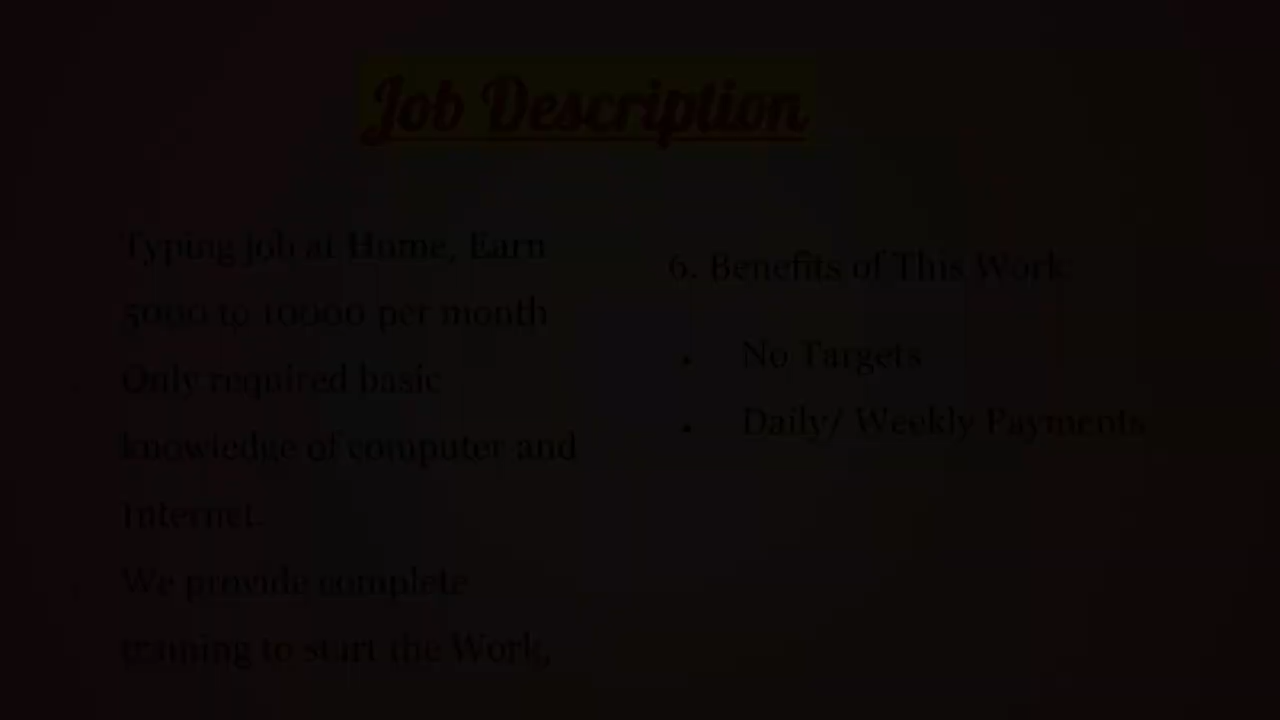 Job Description
Typing job at Home, Earn
5000 to 10000 per month
Only required basic
knowledge of computer and
Internet.
We provide complete
training to start the Work,
6. Benefits of This Work
• No Targets
• Daily/ Weekly Payments